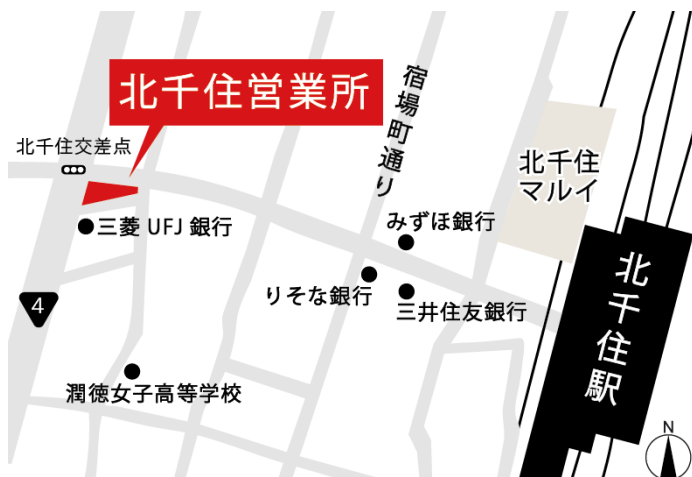 北千住営業所
宿場町通り
北千住交差点
北千住
マルイ
三菱 UFJ 銀行
みずほ銀行
りそな銀行
三井住友銀行
4
北千住駅
潤徳女子高等学校
N